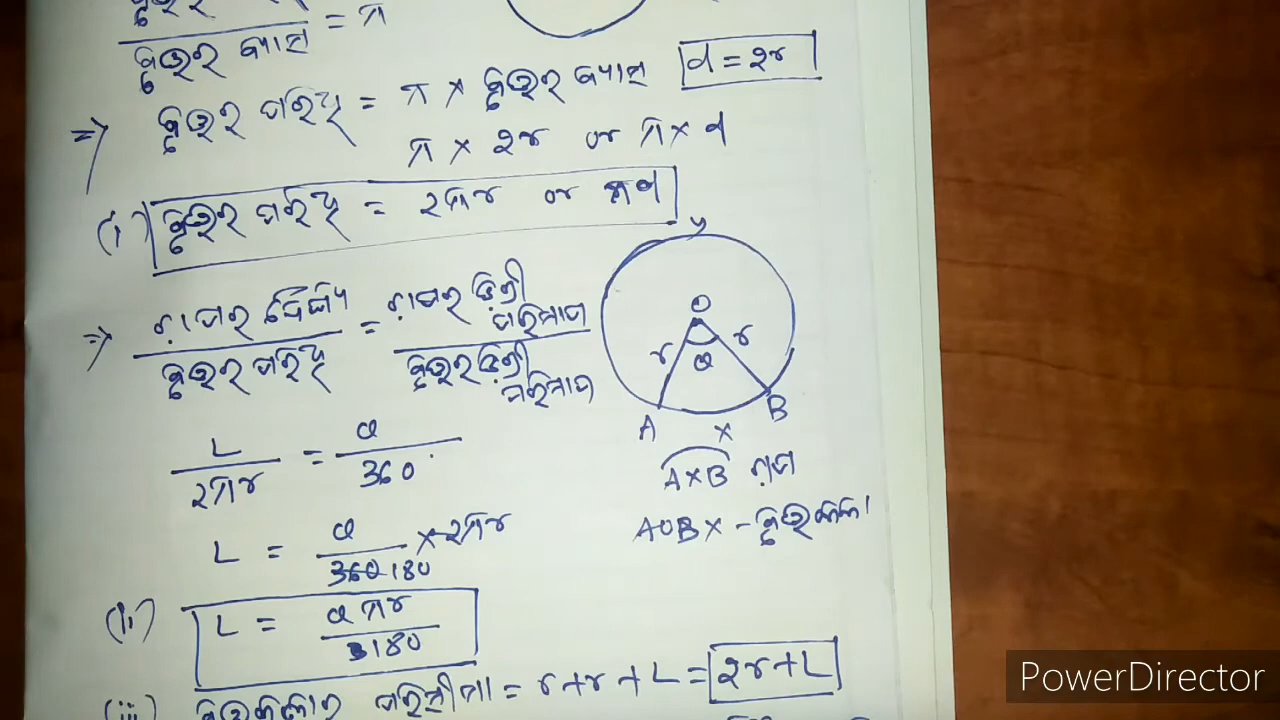 ବୃତ୍ତର ବ୍ୟାସ = π
⇒ ବୃତ୍ତର ପରିଧି = π × ବୃତ୍ତର ବ୍ୟାସ d = 2r
π × 2r or π × d
(i) ବୃତ୍ତର ପରିଧି = 2πr or πd
y
⇒ ଚାପର ଦୈର୍ଘ୍ୟ / ବୃତ୍ତର ପରିଧି = ଚାପର ଡିଗ୍ରୀ ପରିମାପ / ବୃତ୍ତର ଡିଗ୍ରୀ ପରିମାପ
O
r r
θ
A B
x
L / 2πr = θ / 360
AXB ଚାପ
L = θ / 360 180 × 2πr
AOBX - ବୃତ୍ତକଳା
(ii) L = θπr / 180
(iii) ବୃତ୍ତକଳାର ପରିସୀମା = r + r + L = 2r + L
PowerDirector